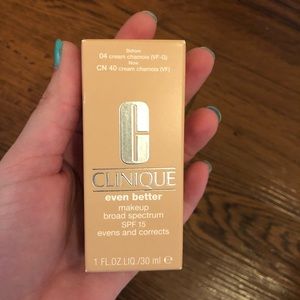 Before
04 cream chamois (VF-G)
Now
CN 40 cream chamois (VF)
CLINIQUE
even better
makeup
broad spectrum
SPF 15
evens and corrects
1 FL.OZ.LIQ./30 ml ℮